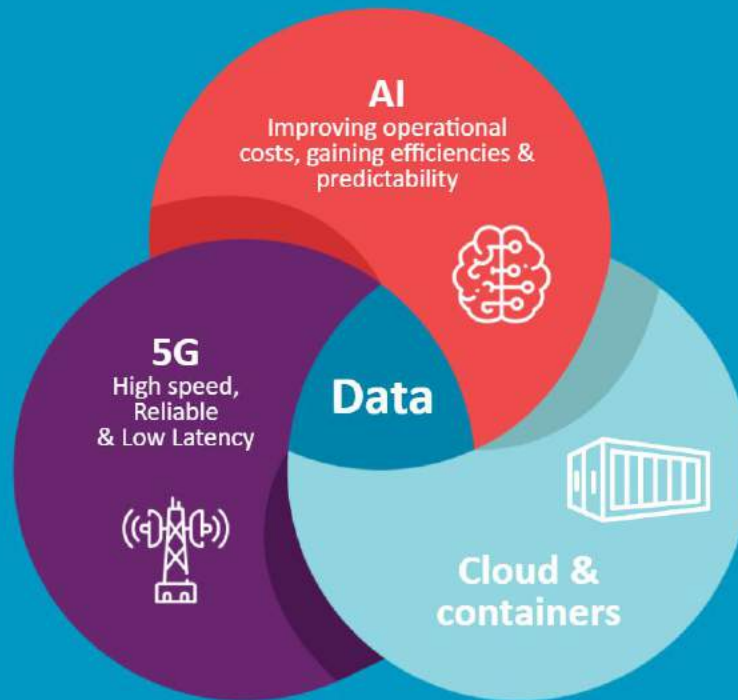 AI
Improving operational
costs, gaining efficiencies &
predictability
5G
High speed,
Reliable
& Low Latency
Data
Cloud &
containers